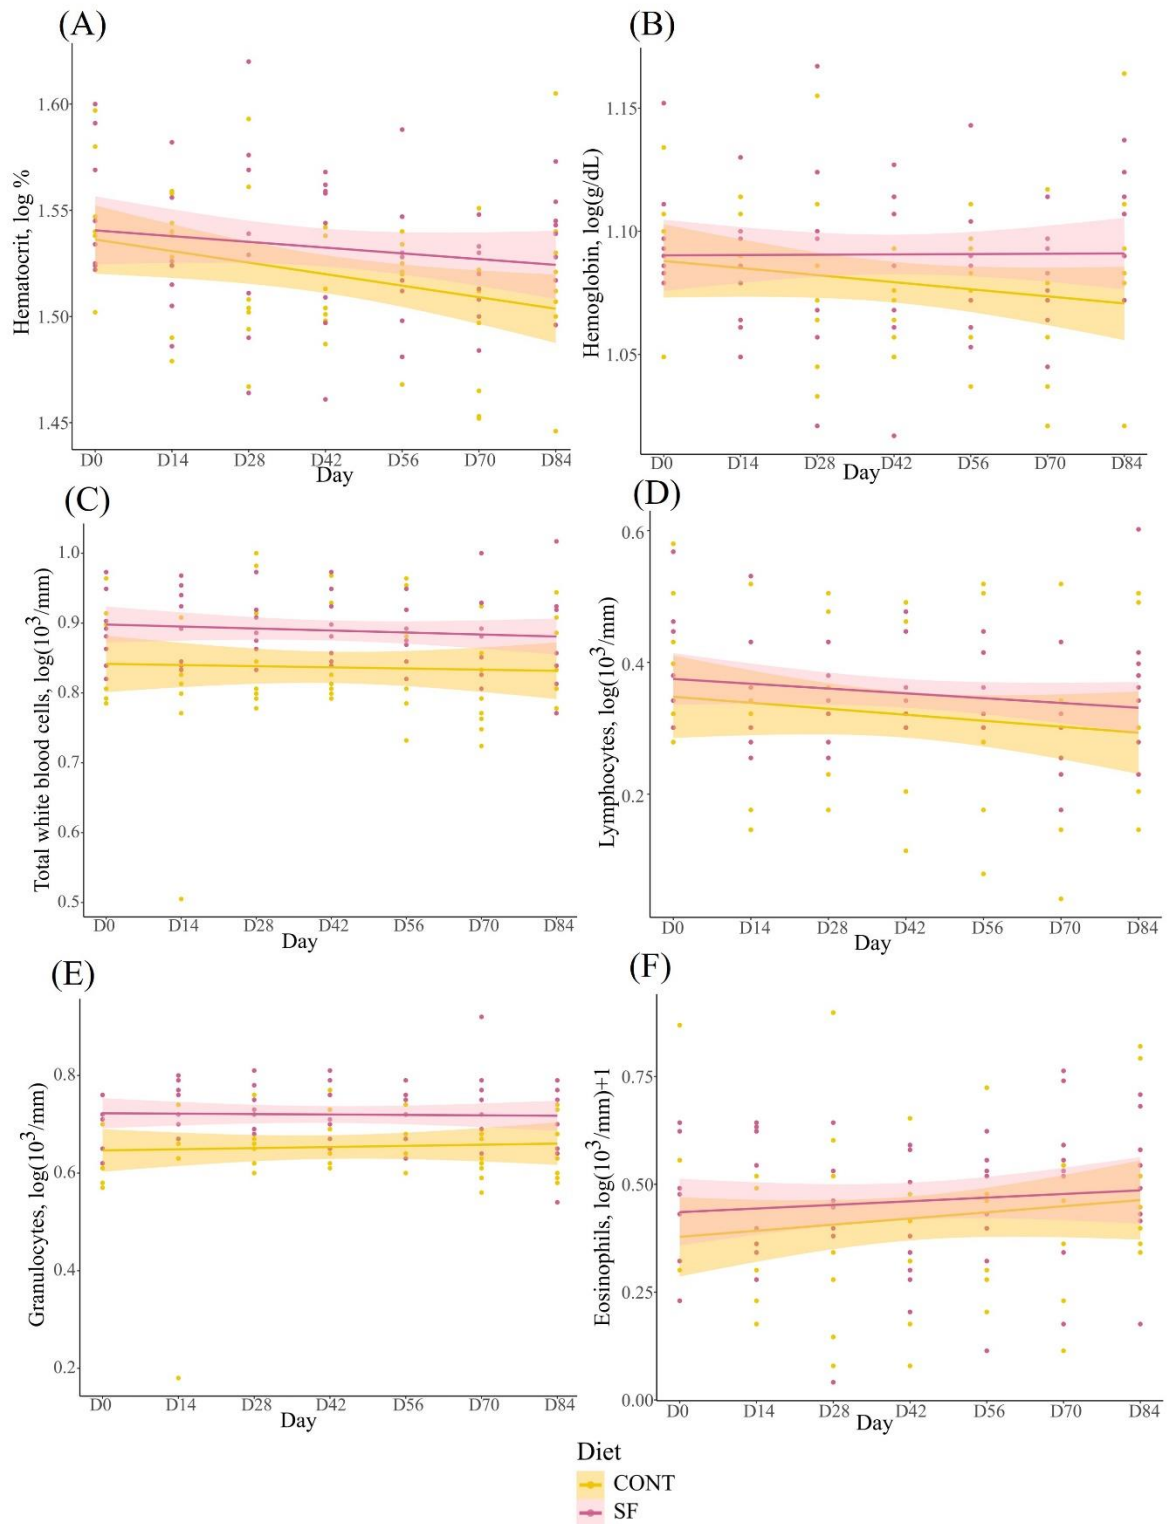 (A)
Hematocrit, log %
1.60
1.55
1.50
1.45
D0 D14 D28 D42 D56 D70 D84
Day
(B)
Hemoglobin, log(g/dL)
1.15
1.10
1.05
D0 D14 D28 D42 D56 D70 D84
Day
(C)
Total white blood cells, log(10³/mm)
1.0
0.9
0.8
0.7
0.6
0.5
D0 D14 D28 D42 D56 D70 D84
Day
(D)
Lymphocytes, log(10³/mm)
0.6
0.4
0.2
D0 D14 D28 D42 D56 D70 D84
Day
(E)
Granulocytes, log(10³/mm)
0.8
0.6
0.4
0.2
D0 D14 D28 D42 D56 D70 D84
Day
(F)
Eosinophils, log(10³/mm)+1
0.75
0.50
0.25
0.00
D0 D14 D28 D42 D56 D70 D84
Day
Diet
CONT
SF